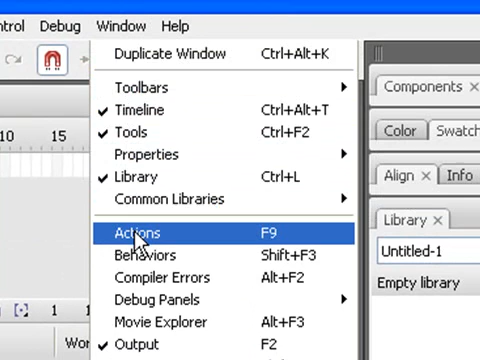 ntrol Debug Window Help
Duplicate Window Ctrl+Alt+K
Toolbars
Timeline Ctrl+Alt+T
Tools Ctrl+F2
Properties
Library Ctrl+L
Common Libraries
Actions F9
Behaviors Shift+F3
Compiler Errors Alt+F2
Debug Panels
Movie Explorer Alt+F3
Output F2
10 15
1 1
Wor
Components
Color Swatch
Align Info
Library
Untitled-1
Empty library